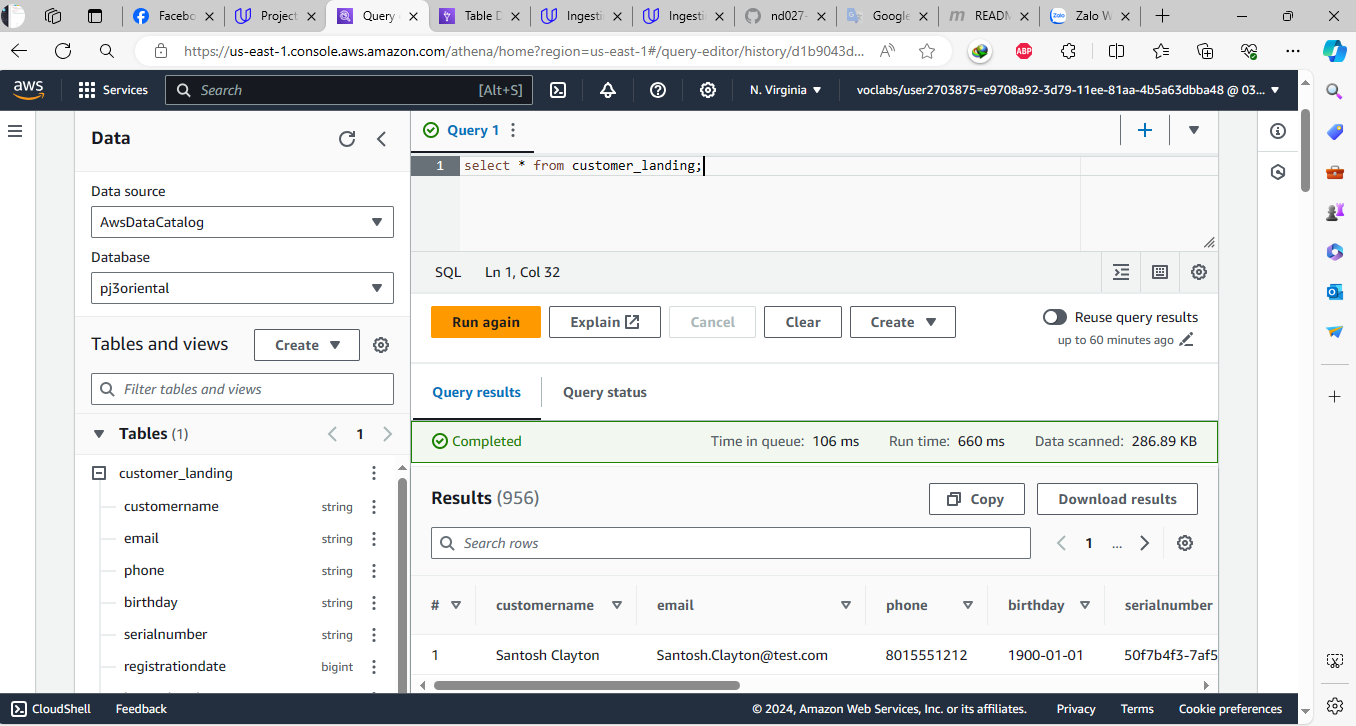 Faceb
Project
Query
Table D
Ingesti
Ingesti
nd027-
Google
READM
Zalo W
https://us-east-1.console.aws.amazon.com/athena/home?region=us-east-1#/query-editor/history/d1b9043d...
ABP
aws
Services
Search
[Alt+S]
N. Virginia
voclabs/user2703875=e9708a92-3d79-11ee-81aa-4b5a63dbba48 @ 03...
Data
Data source
AwsDataCatalog
Database
pj3oriental
Tables and views
Create
Filter tables and views
Tables (1)
1
customer_landing
customername string
email string
phone string
birthday string
serialnumber string
registrationdate bigint
Query 1
1 select * from customer_landing;
SQL Ln 1, Col 32
Run again
Explain
Cancel
Clear
Create
Reuse query results
up to 60 minutes ago
Query results
Query status
Completed
Time in queue: 106 ms
Run time: 660 ms
Data scanned: 286.89 KB
Results (956)
Copy
Download results
Search rows
1 ...
# customername email phone birthday serialnumber
1 Santosh Clayton Santosh.Clayton@test.com 8015551212 1900-01-01 50f7b4f3-7af5
CloudShell
Feedback
© 2024, Amazon Web Services, Inc. or its affiliates.
Privacy
Terms
Cookie preferences